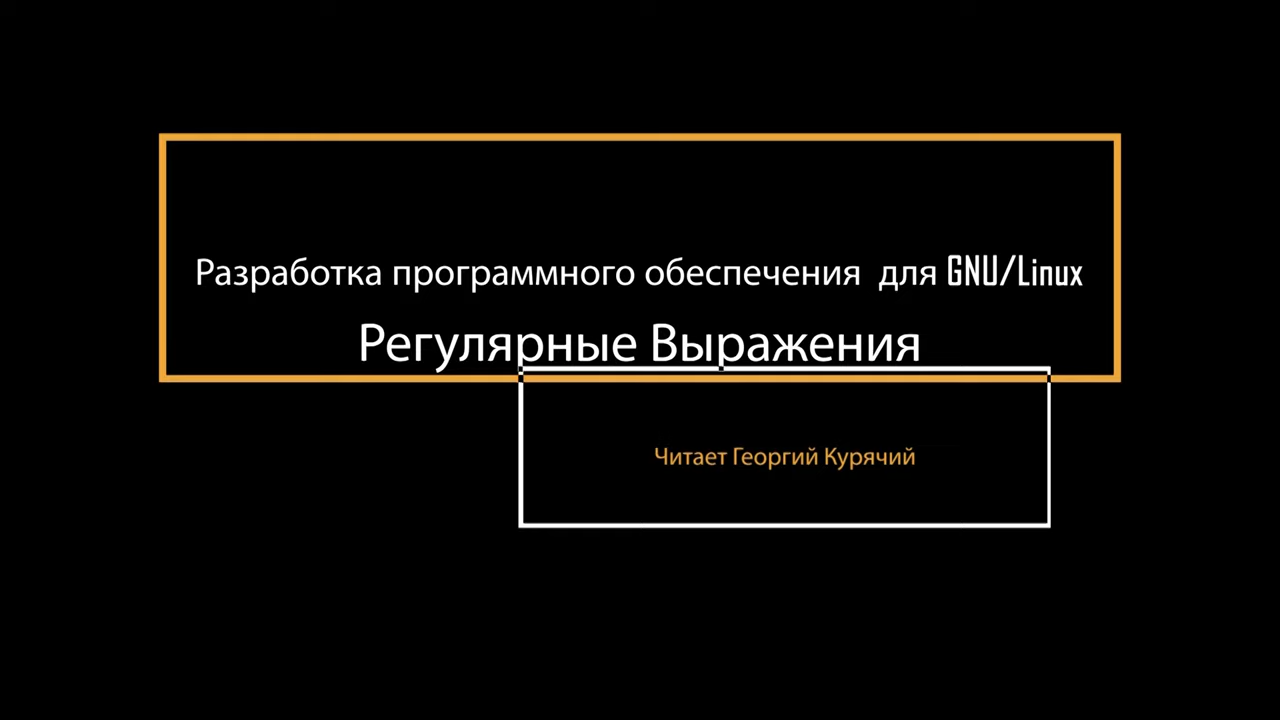 Разработка программного обеспечения для GNU/Linux
Регулярные Выражения
Читает Георгий Курячий